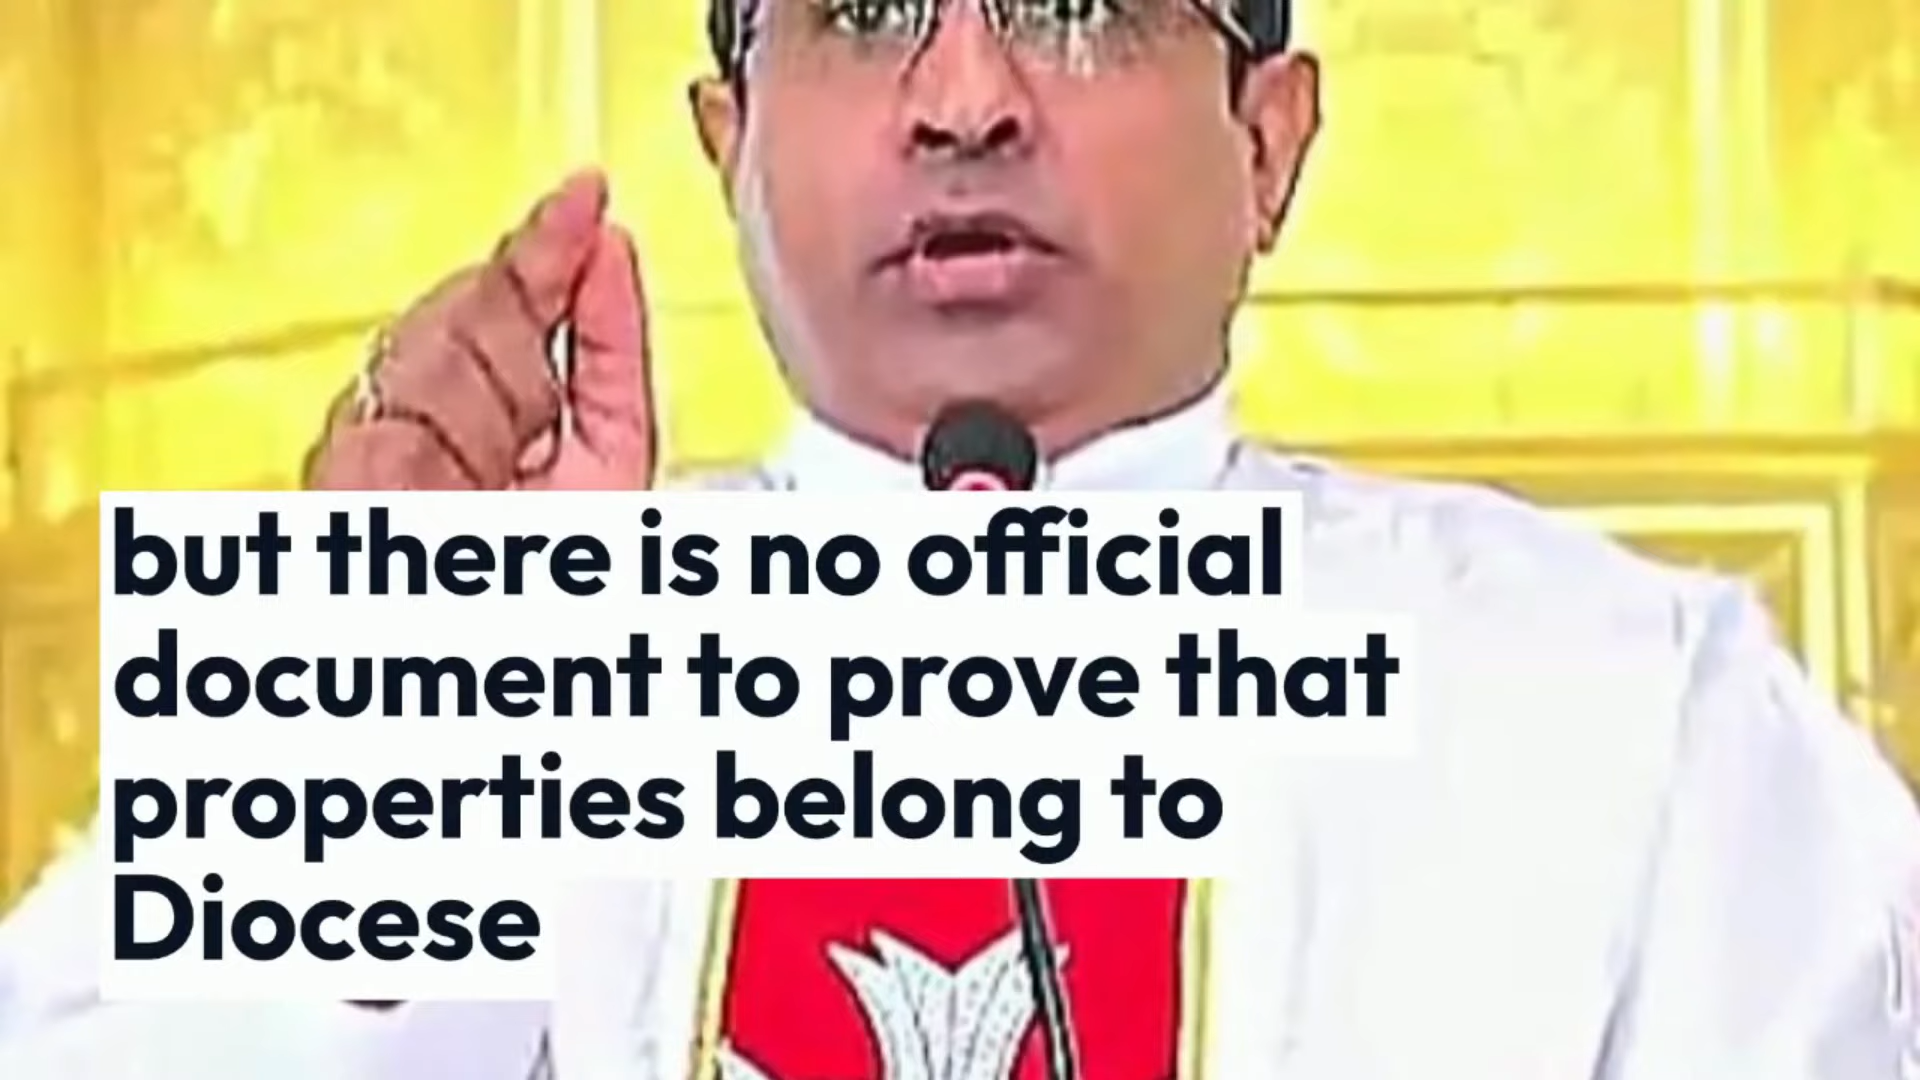 but there is no official
document to prove that
properties belong to
Diocese